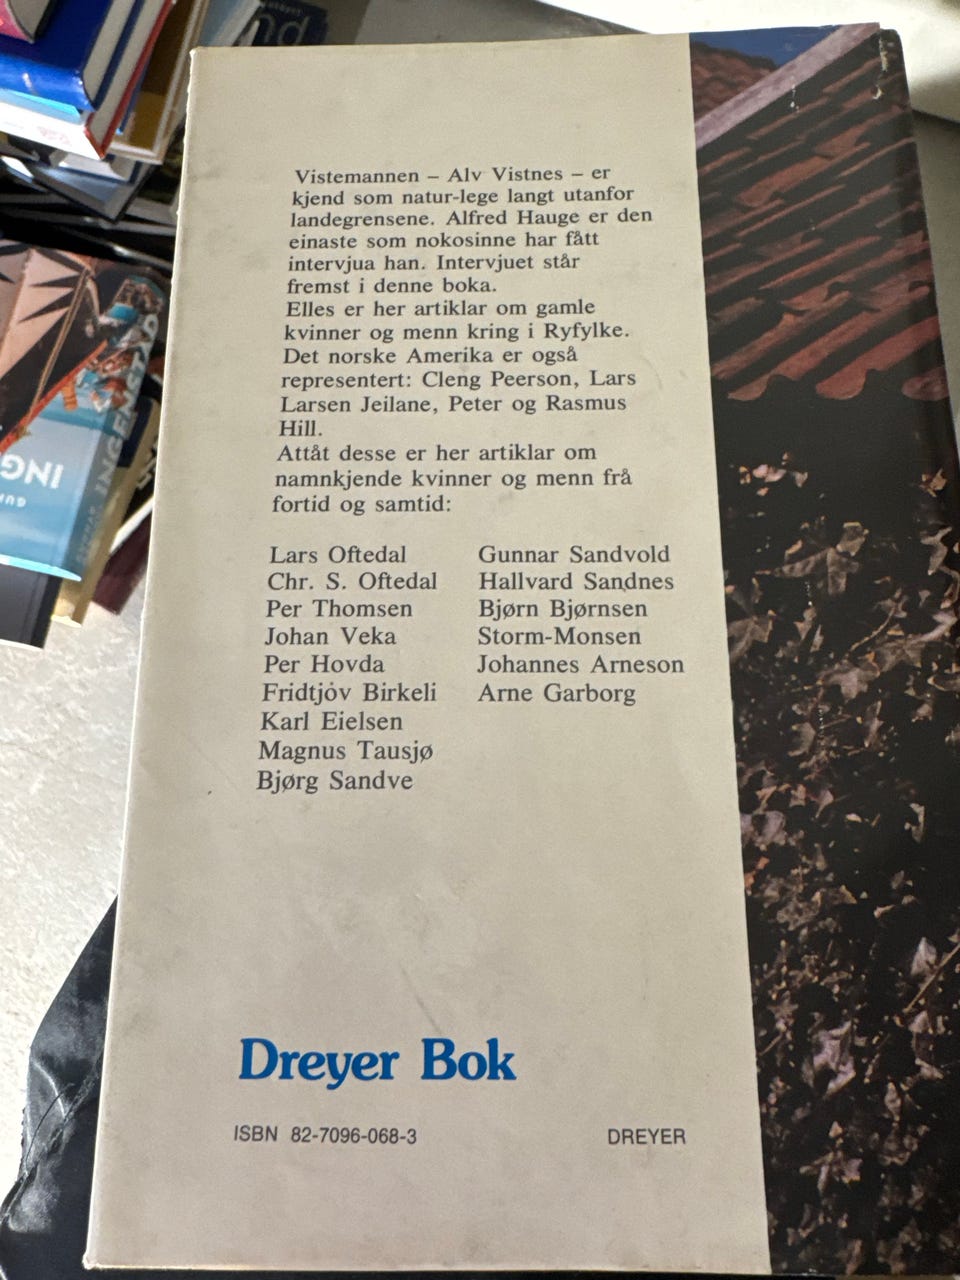 Vistemannen – Alv Vistnes – er
kjend som natur-lege langt utanfor
landegrensene. Alfred Hauge er den
einaste som nokosinne har fått
intervjua han. Intervjuet står
fremst i denne boka.
Elles er her artiklar om gamle
kvinner og menn kring i Ryfylke.
Det norske Amerika er også
representert: Cleng Peerson, Lars
Larsen Jeilane, Peter og Rasmus
Hill.
Attåt desse er her artiklar om
namnkjende kvinner og menn frå
fortid og samtid:
Lars Oftedal
Chr. S. Oftedal
Per Thomsen
Johan Veka
Per Hovda
Fridtjov Birkeli
Karl Eielsen
Magnus Tausjø
Bjørg Sandve
Gunnar Sandvold
Hallvard Sandnes
Bjørn Bjørnsen
Storm-Monsen
Johannes Arneson
Arne Garborg
Dreyer Bok
ISBN 82-7096-068-3 DREYER